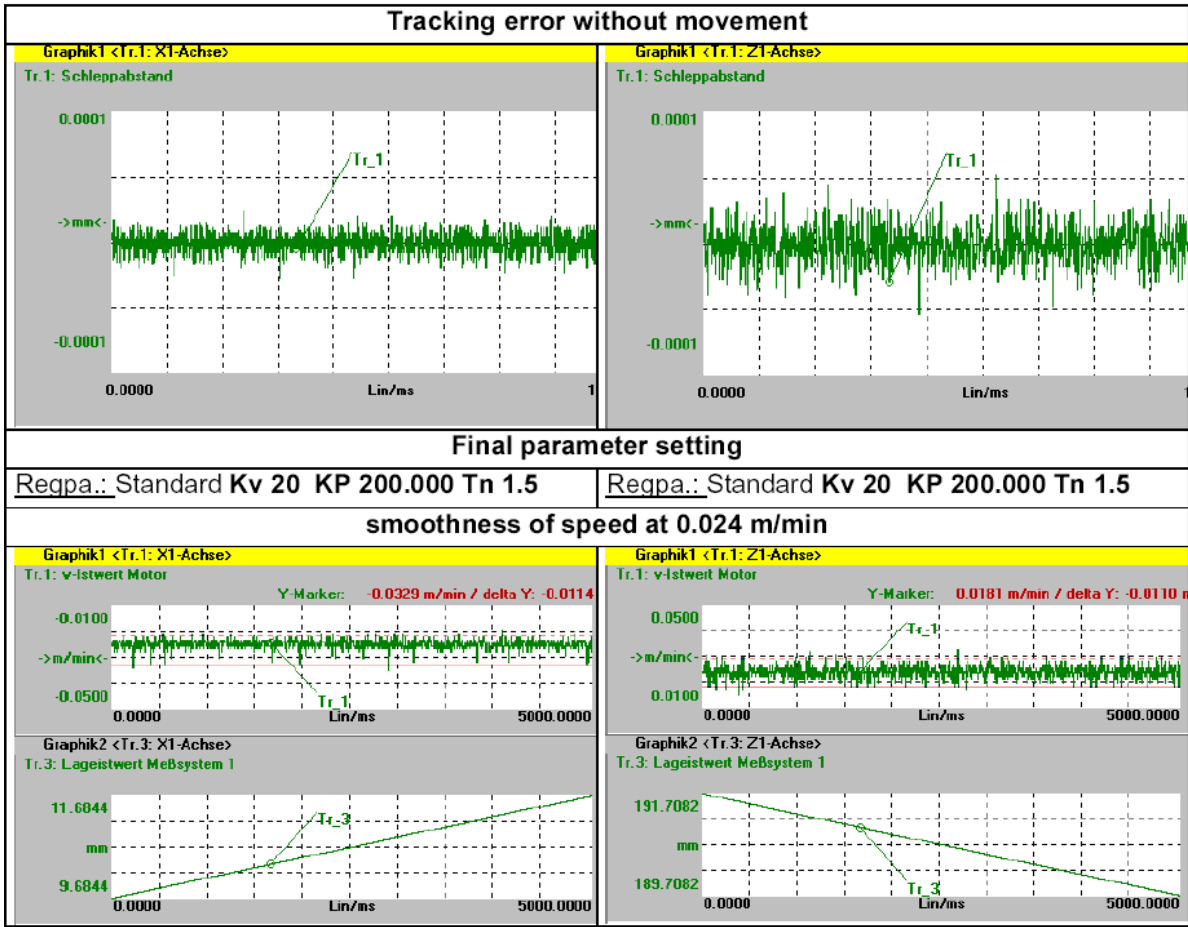 Tracking error without movement
Graphik1 <Tr.1: X1-Achse>
Tr.1: Schleppabstand
0.0001
Tr_1
->mm<-
-0.0001
0.0000 Lin/ms 1
Graphik1 <Tr.1: Z1-Achse>
Tr.1: Schleppabstand
0.0001
Tr_1
->mm<-
-0.0001
0.0000 Lin/ms 1
Final parameter setting
Regpa.: Standard Kv 20 KP 200.000 Tn 1.5
Regpa.: Standard Kv 20 KP 200.000 Tn 1.5
smoothness of speed at 0.024 m/min
Graphik1 <Tr.1: X1-Achse>
Tr.1: v-Istwert Motor
Y-Marker: -0.0329 m/min / delta Y: -0.0114
-0.0100
->m/min<-
-0.0500
Tr_1
0.0000 Lin/ms 5000.0000
Graphik2 <Tr.3: X1-Achse>
Tr.3: Lageistwert Meßsystem 1
11.6844
Tr_3
mm
9.6844
0.0000 Lin/ms 5000.0000
Graphik1 <Tr.1: Z1-Achse>
Tr.1: v-Istwert Motor
Y-Marker: 0.0181 m/min / delta Y: -0.0110
0.0500
Tr_1
->m/min<-
0.0100
0.0000 Lin/ms 5000.0000
Graphik2 <Tr.3: Z1-Achse>
Tr.3: Lageistwert Meßsystem 1
191.7082
mm
189.7082
Tr_3
0.0000 Lin/ms 5000.0000